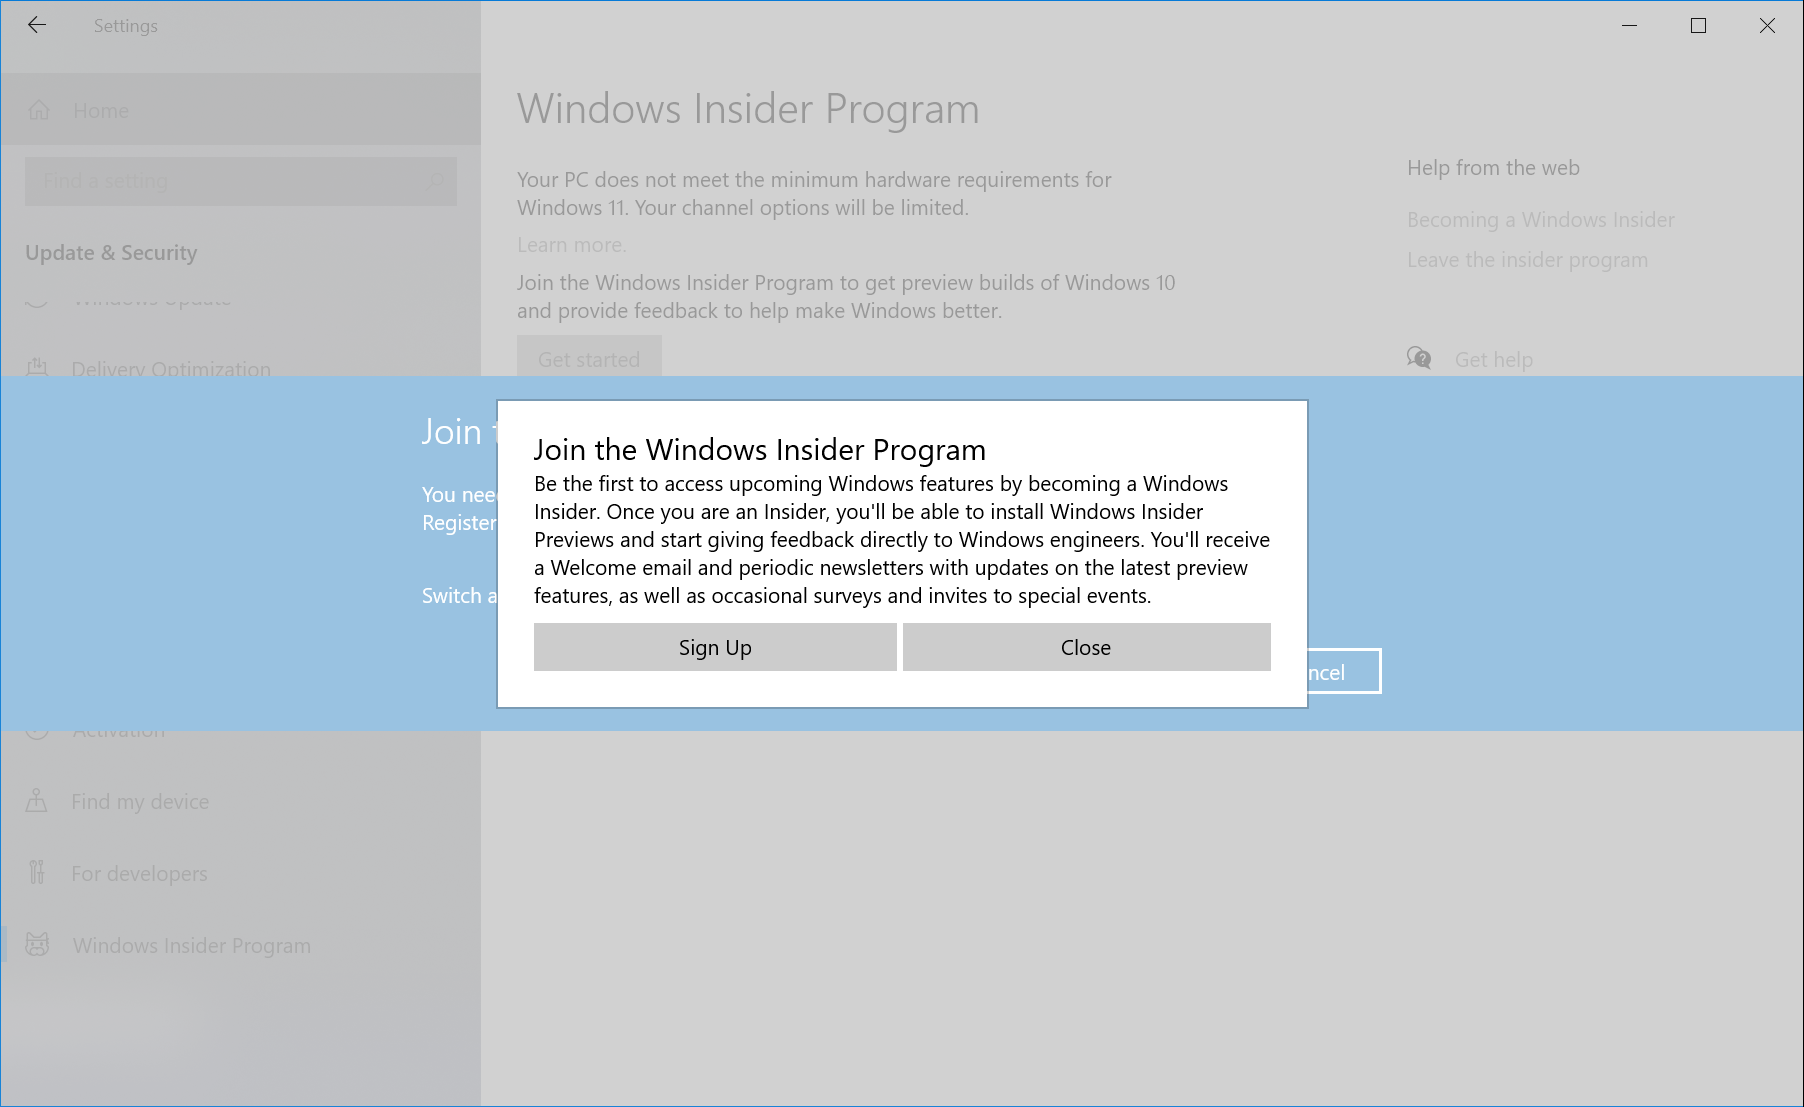 Settings
Home
Find a setting
Update & Security
Windows Update
Delivery Optimization
Activation
Find my device
For developers
Windows Insider Program
Windows Insider Program
Your PC does not meet the minimum hardware requirements for
Windows 11. Your channel options will be limited.
Learn more.
Join the Windows Insider Program to get preview builds of Windows 10
and provide feedback to help make Windows better.
Get started
Help from the web
Becoming a Windows Insider
Leave the insider program
Get help
Join t
You need
Register
Switch a
ncel
Join the Windows Insider Program
Be the first to access upcoming Windows features by becoming a Windows
Insider. Once you are an Insider, you'll be able to install Windows Insider
Previews and start giving feedback directly to Windows engineers. You'll receive
a Welcome email and periodic newsletters with updates on the latest preview
features, as well as occasional surveys and invites to special events.
Sign Up
Close